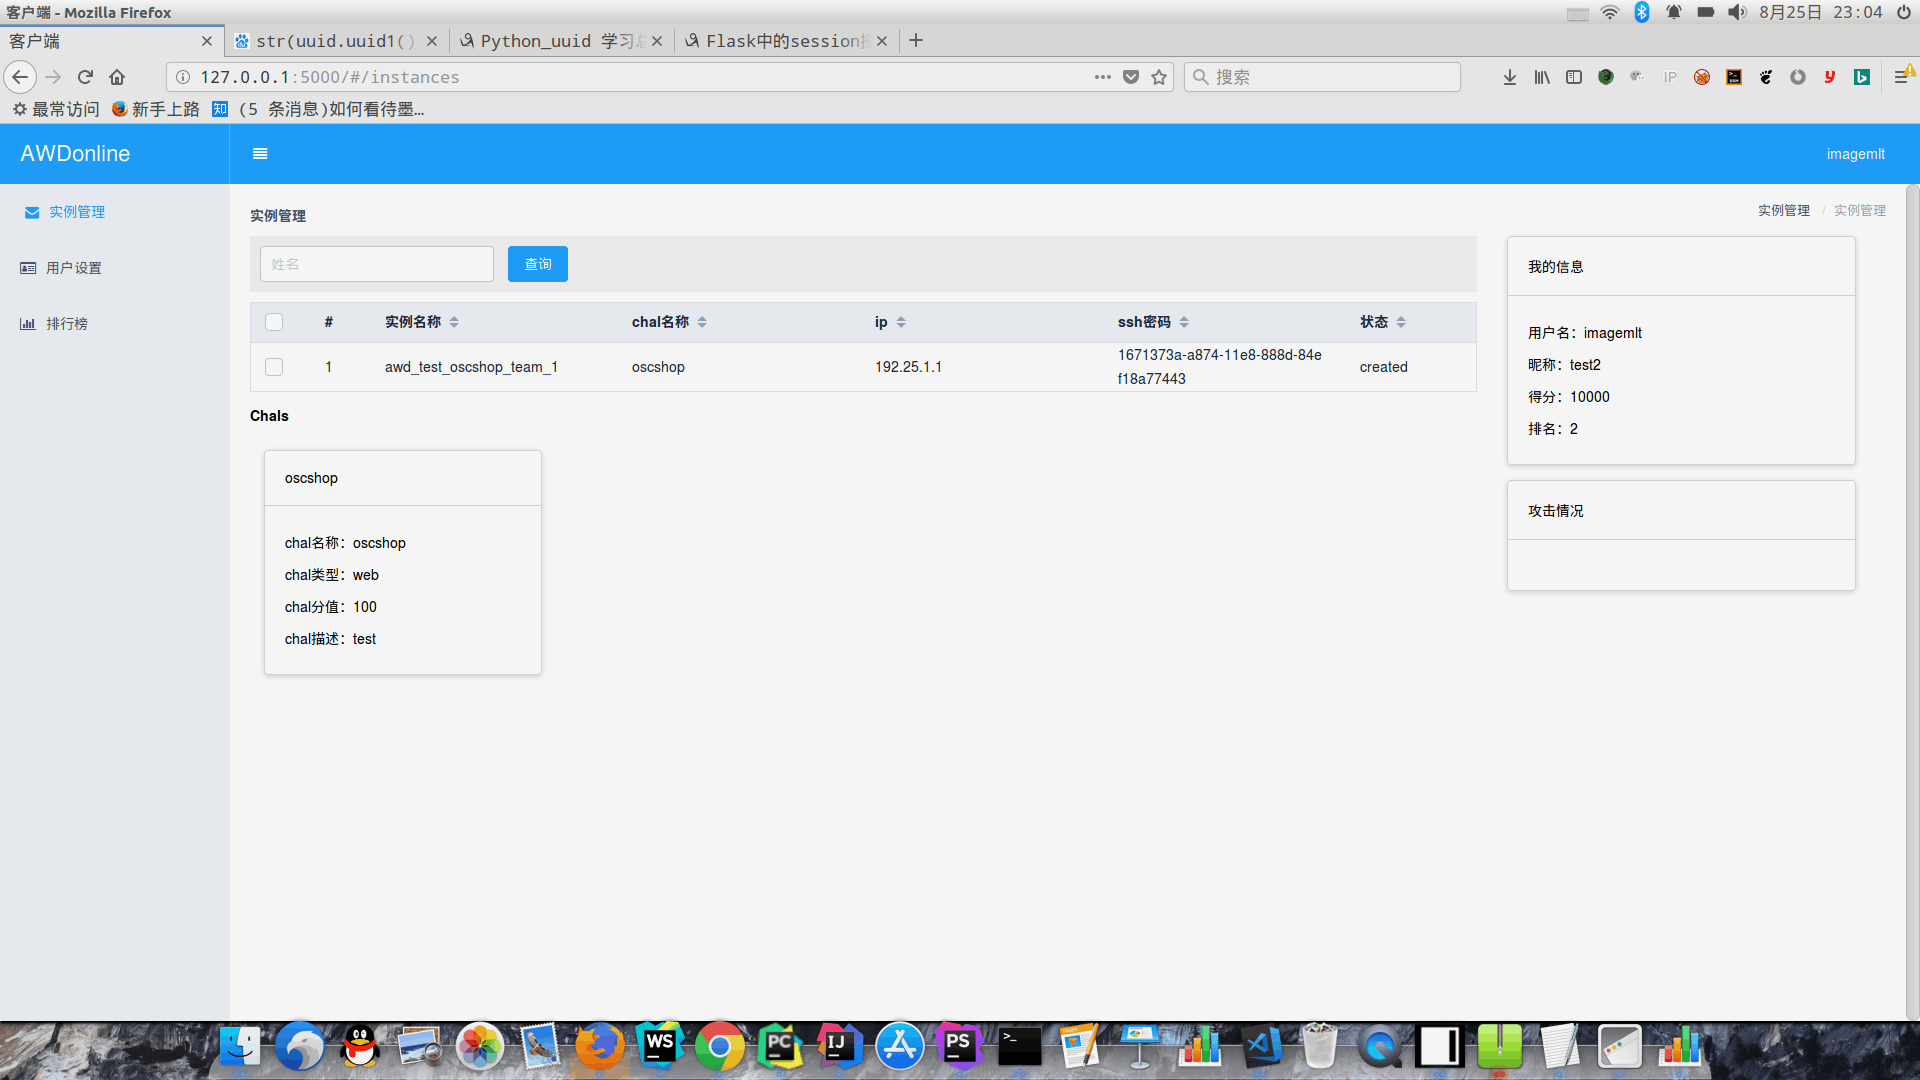 客户端 - Mozilla Firefox
8月25日 23:04
客户端
str(uuid.uuid1()
Python_uuid 学习
Flask中的session
127.0.0.1:5000/#/instances
搜索
IP
最常访问
新手上路
知
(5 条消息)如何看待墨…
AWDonline
imagemlt
实例管理
用户设置
排行榜
实例管理
实例管理 / 实例管理
姓名
查询
# 实例名称 chal名称 ip ssh密码 状态
1 awd_test_oscshop_team_1 oscshop 192.25.1.1 1671373a-a874-11e8-888d-84e
f18a77443 created
Chals
oscshop
chal名称：oscshop
chal类型：web
chal分值：100
chal描述：test
我的信息
用户名：imagemlt
昵称：test2
得分：10000
排名：2
攻击情况
WS
PC
IJ
PS
>_